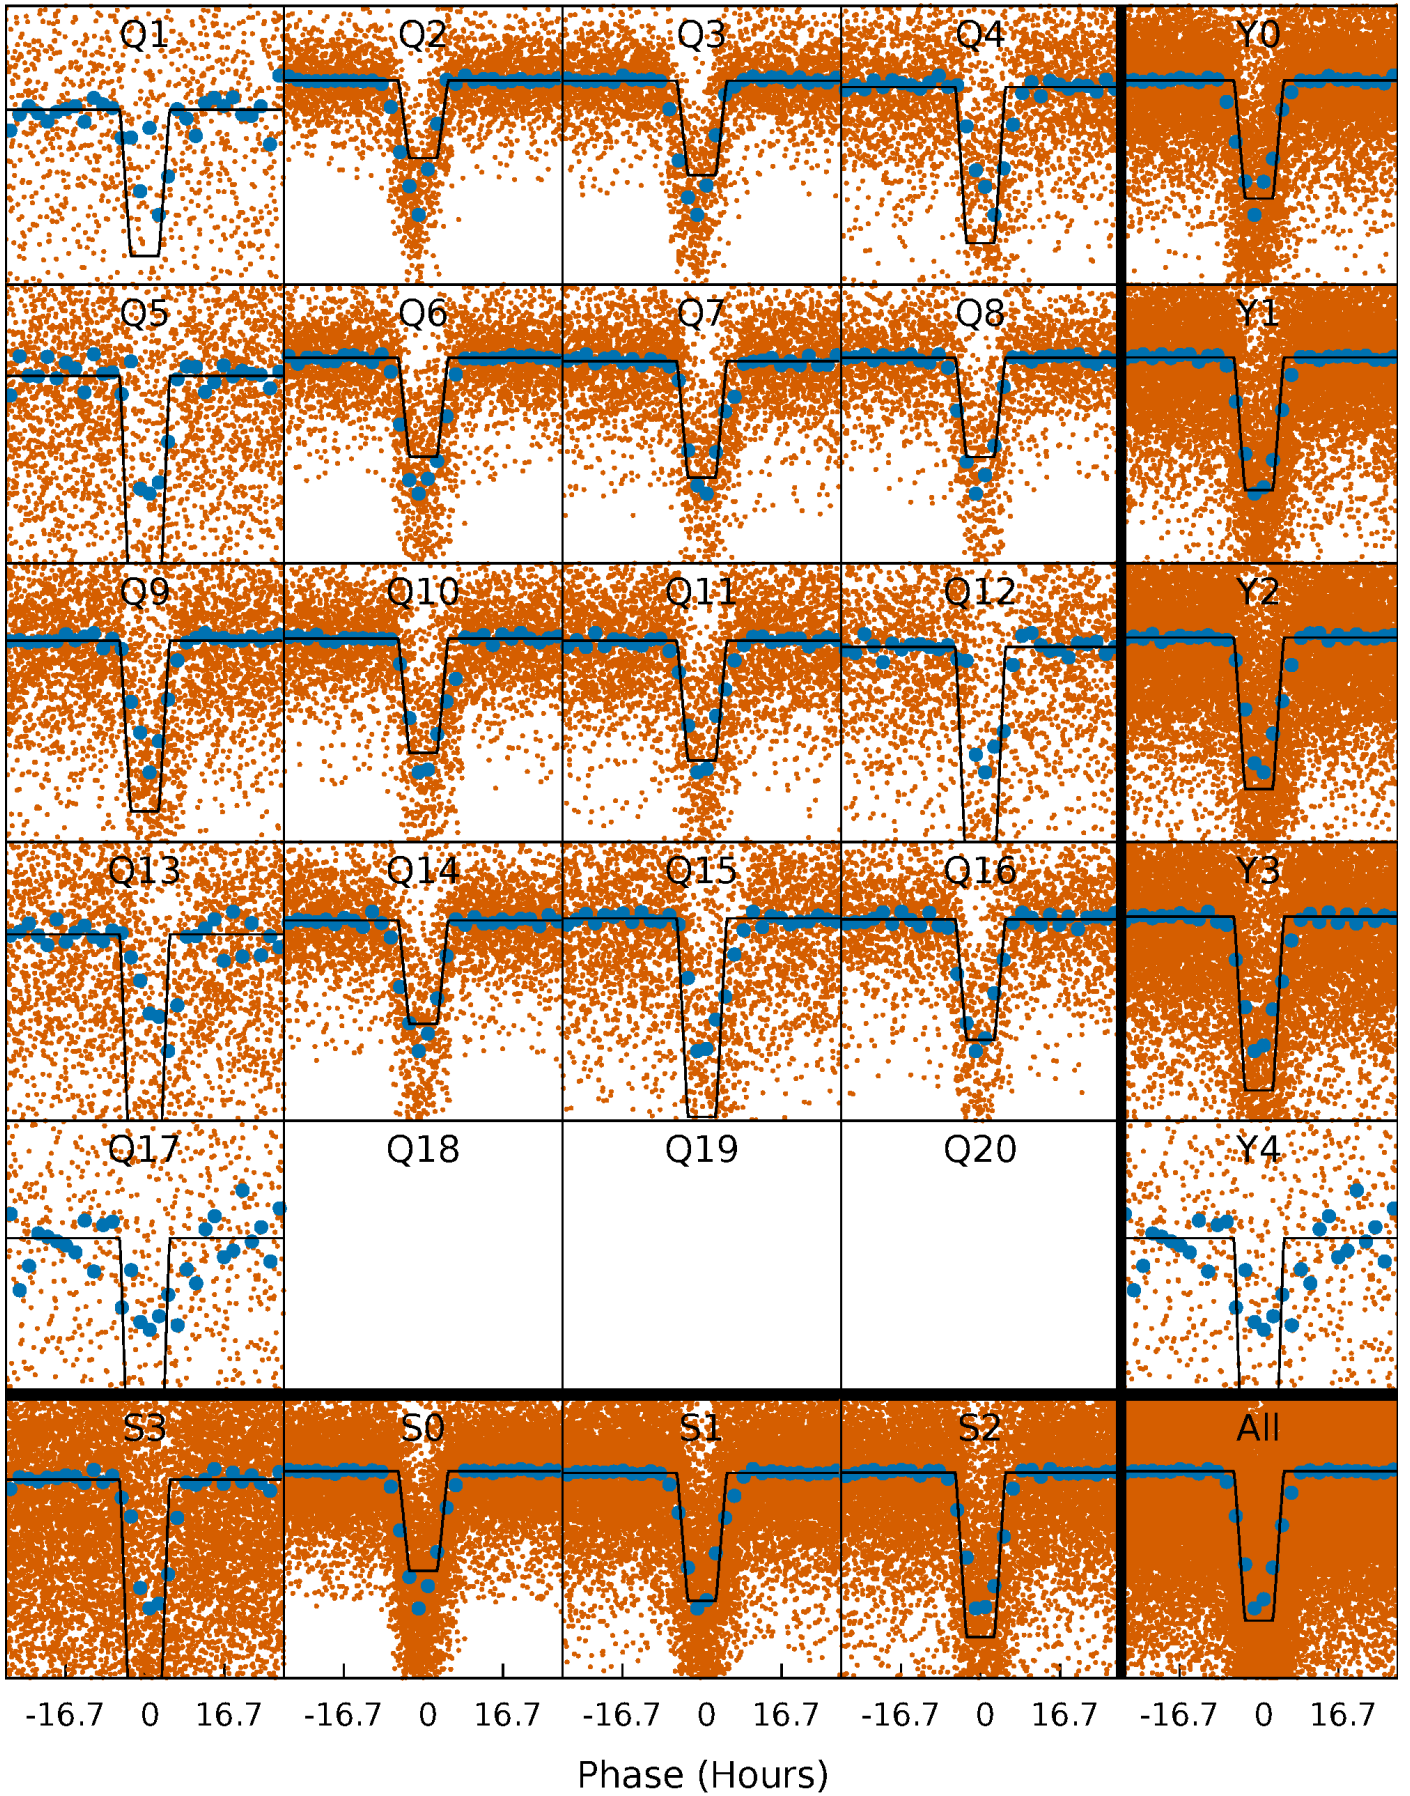 Q1 Q2 Q3 Q4 Y0
Q5 Q6 Q7 Q8 Y1
Q9 Q10 Q11 Q12 Y2
Q13 Q14 Q15 Q16 Y3
Q17 Q18 Q19 Q20 Y4
S3 S0 S1 S2 All
-16.7 0 16.7 -16.7 0 16.7 -16.7 0 16.7 -16.7 0 16.7 -16.7 0 16.7
Phase (Hours)